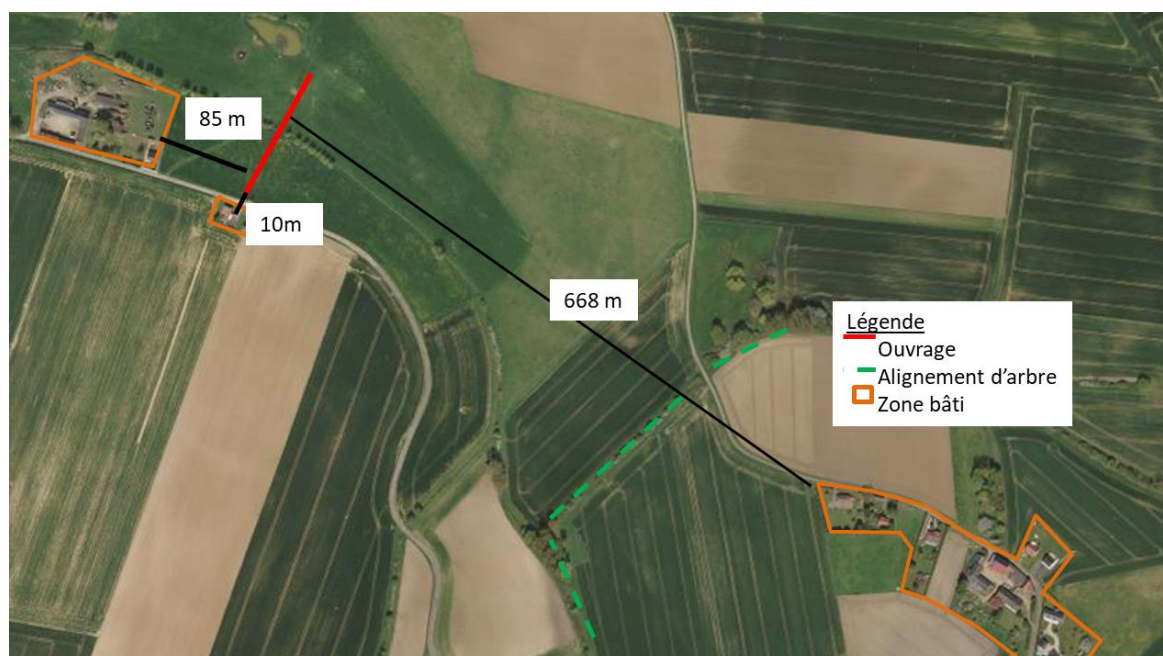 85 m
10m
668 m
Légende
Ouvrage
Alignement d'arbre
Zone bâti